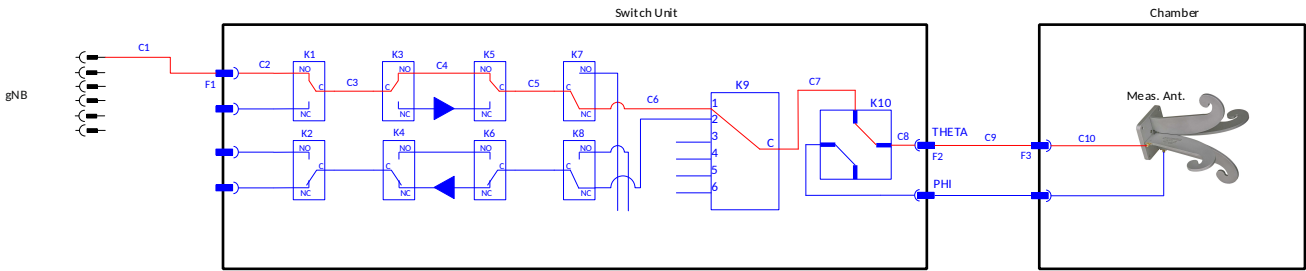 Switch Unit
Chamber
gNB
C1
F1
C2
K1
NO
C
NC
C3
K3
NO
C
NC
C4
K5
NO
C
NC
C5
K7
NO
C
NC
C6
K2
NO
C
NC
K4
NO
C
NC
K6
NO
C
NC
K8
NO
C
NC
K9
1
2
3
4
5
6
C
C7
K10
C8
THETA
F2
PHI
C9
F3
C10
Meas. Ant.